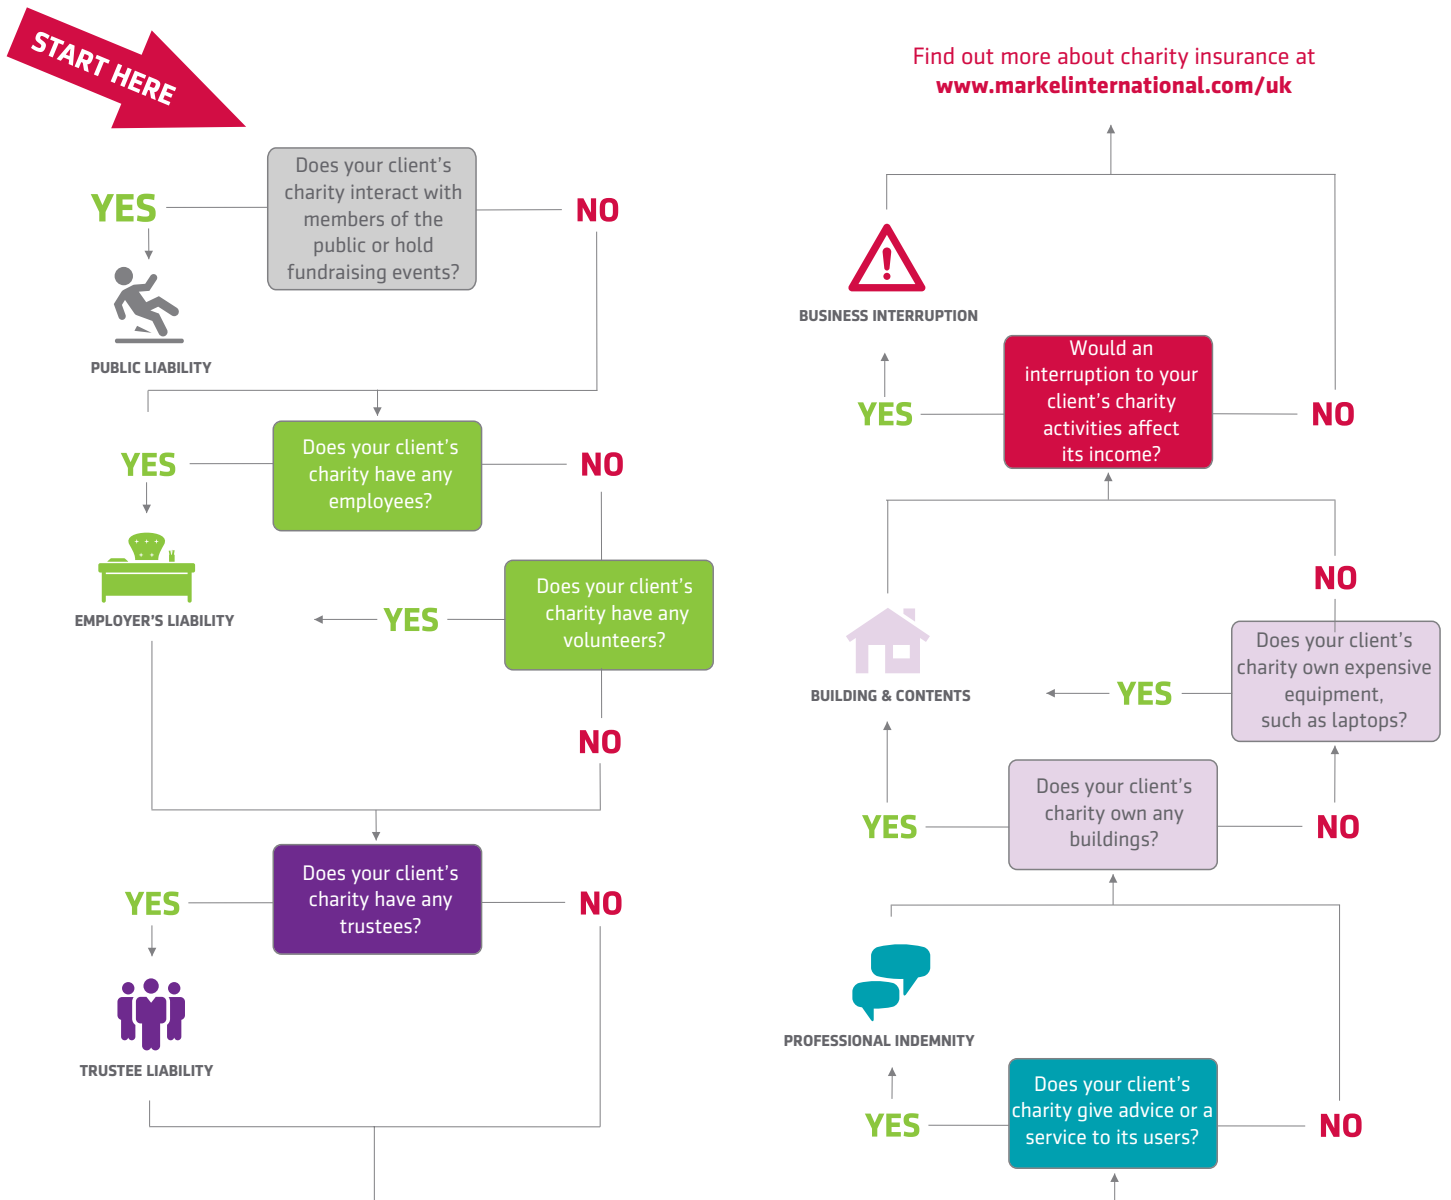 START HERE
Does your client's
charity interact with
members of the
public or hold
fundraising events?
YES
NO
PUBLIC LIABILITY
Does your client's
charity have any
employees?
YES
NO
EMPLOYER'S LIABILITY
Does your client's
charity have any
volunteers?
YES
NO
Does your client's
charity have any
trustees?
YES
NO
TRUSTEE LIABILITY
Does your client's
charity give advice or a
service to its users?
YES
NO
PROFESSIONAL INDEMNITY
Does your client's
charity own any
buildings?
YES
NO
BUILDING & CONTENTS
Does your client's
charity own expensive
equipment,
such as laptops?
YES
NO
Would an
interruption to your
client's charity
activities affect
its income?
YES
NO
BUSINESS INTERRUPTION
Find out more about charity insurance at
www.markelinternational.com/uk